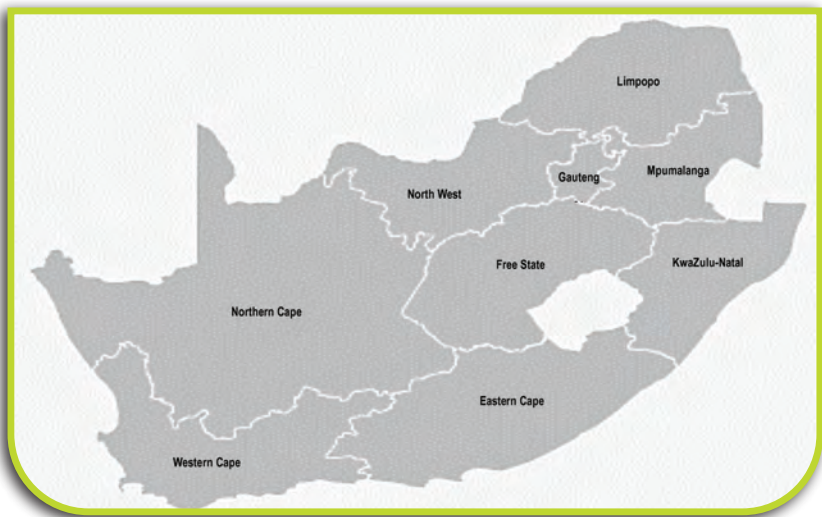 Limpopo
Mpumalanga
Gauteng
North West
Free State
KwaZulu-Natal
Northern Cape
Eastern Cape
Western Cape